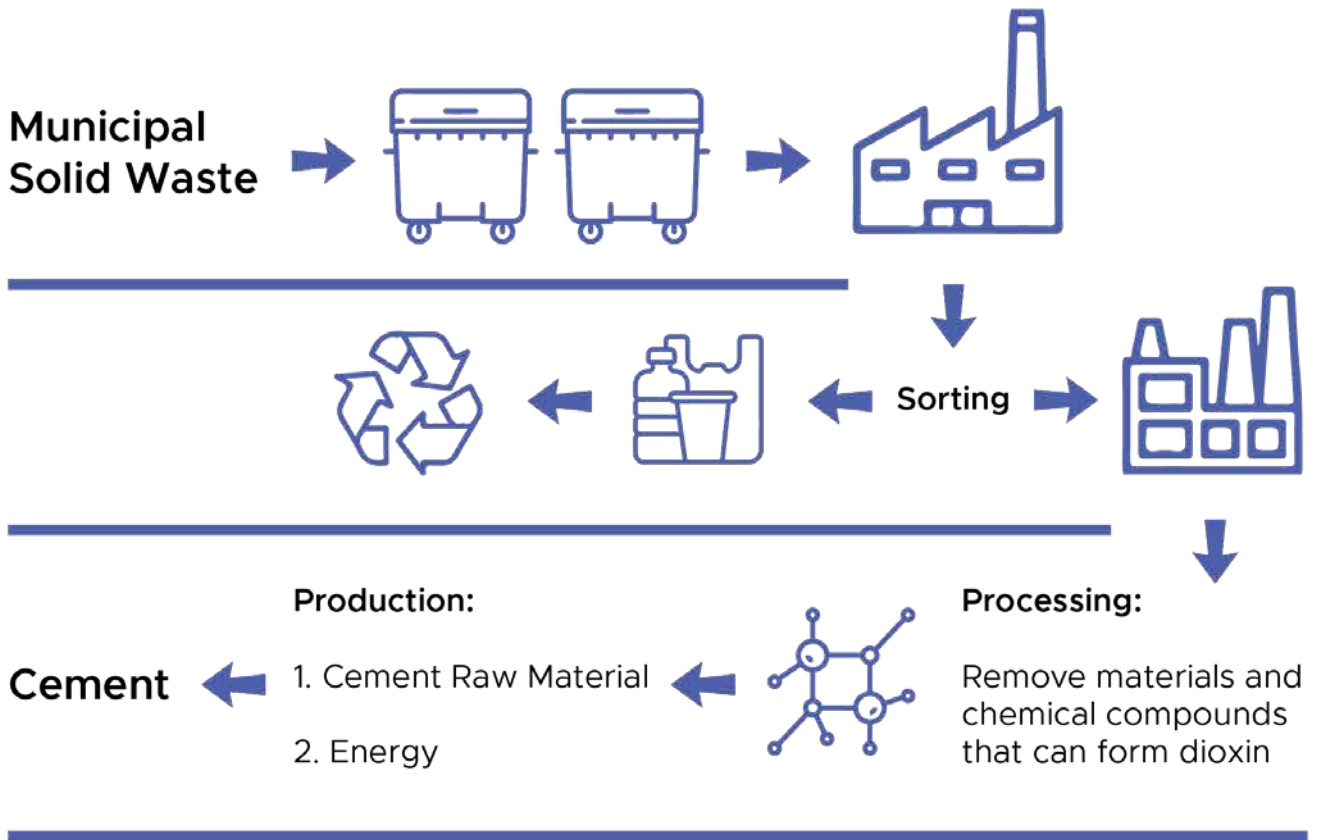 Municipal
Solid Waste
Sorting
Production:
1. Cement Raw Material
2. Energy
Cement
Processing:
Remove materials and
chemical compounds
that can form dioxin